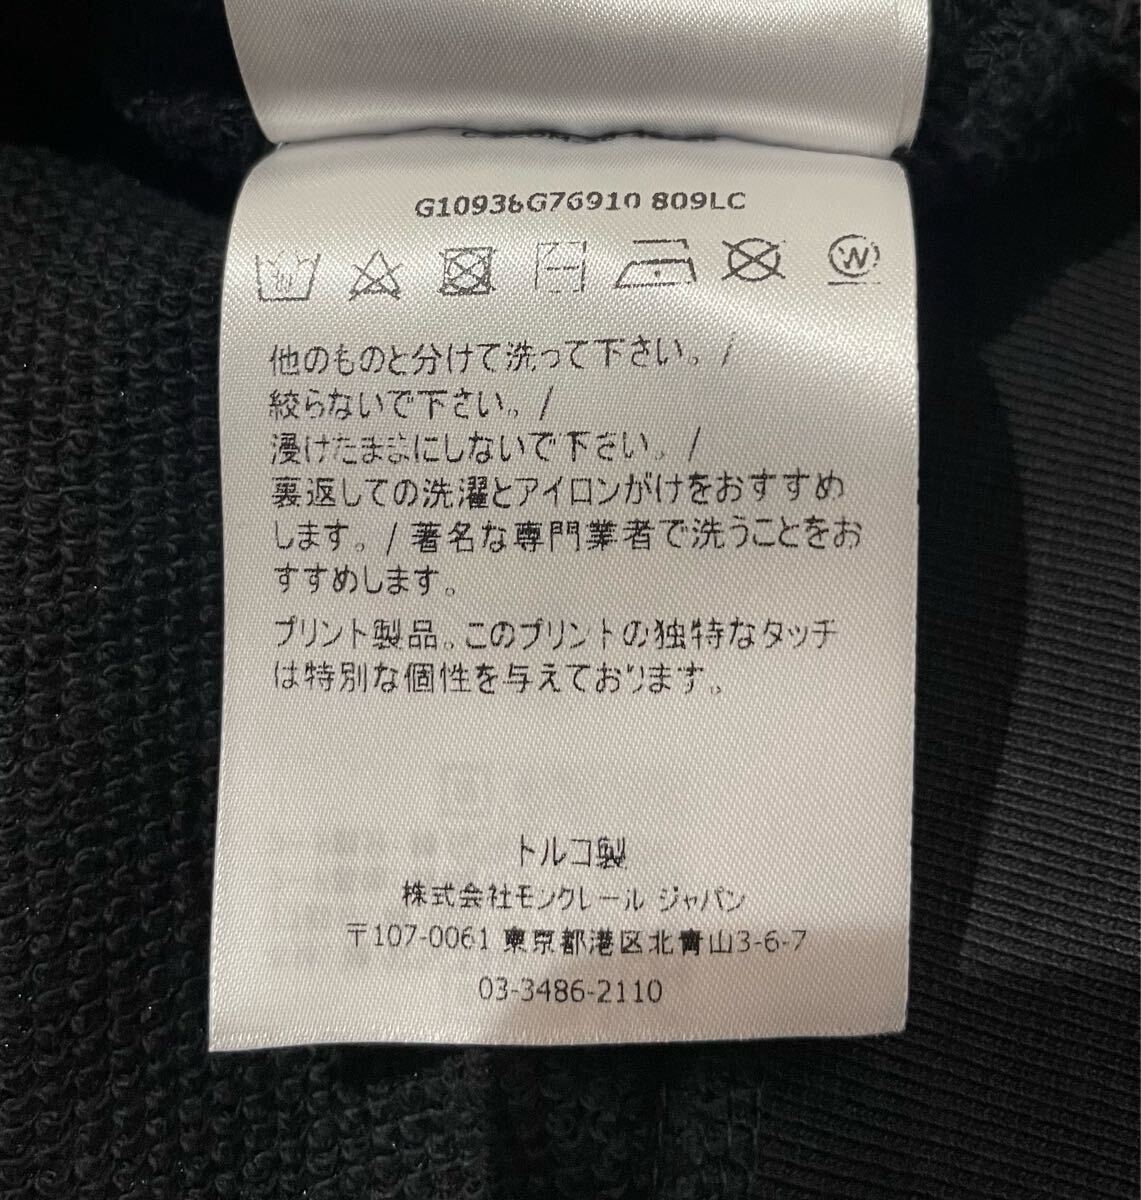 G10936G76910 809LC
他のものと分けて洗って下さい。/
絞らないで下さい。/
浸けたままにしないで下さい。/
裏返しての洗濯とアイロンがけをおすすめ
します。/ 著名な専門業者で洗うことをお
すすめします。
プリント製品。このプリントの独特なタッチ
は特別な個性を与えております。
トルコ製
株式会社モンクレール ジャパン
〒107-0061 東京都港区北青山3-6-7
03-3486-2110